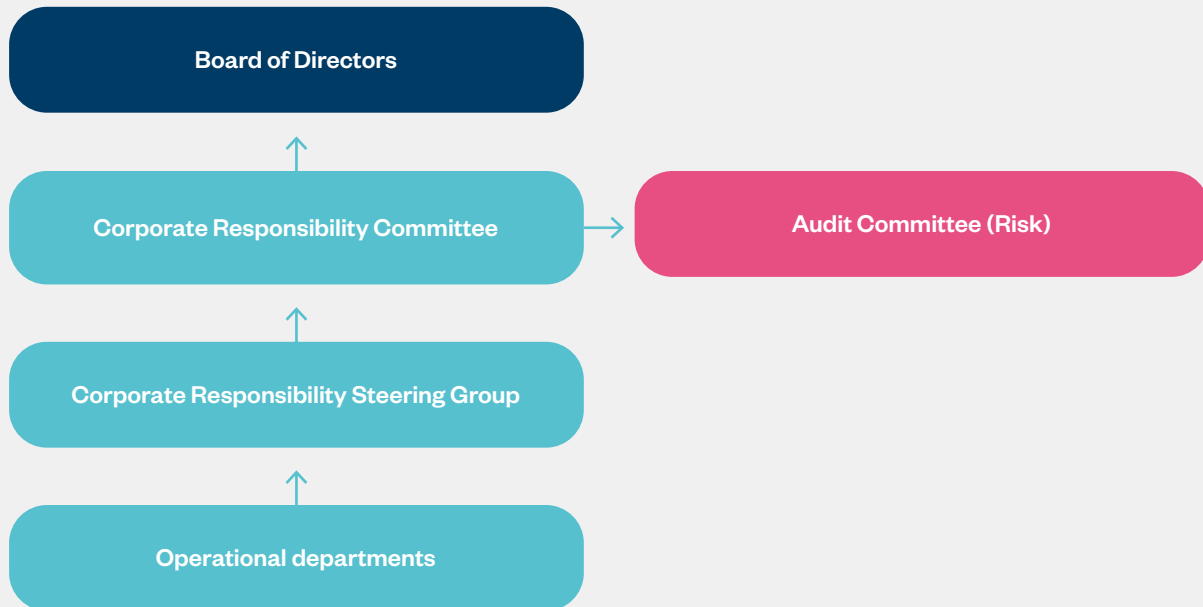 Board of Directors
Corporate Responsibility Committee
Audit Committee (Risk)
Corporate Responsibility Steering Group
Operational departments